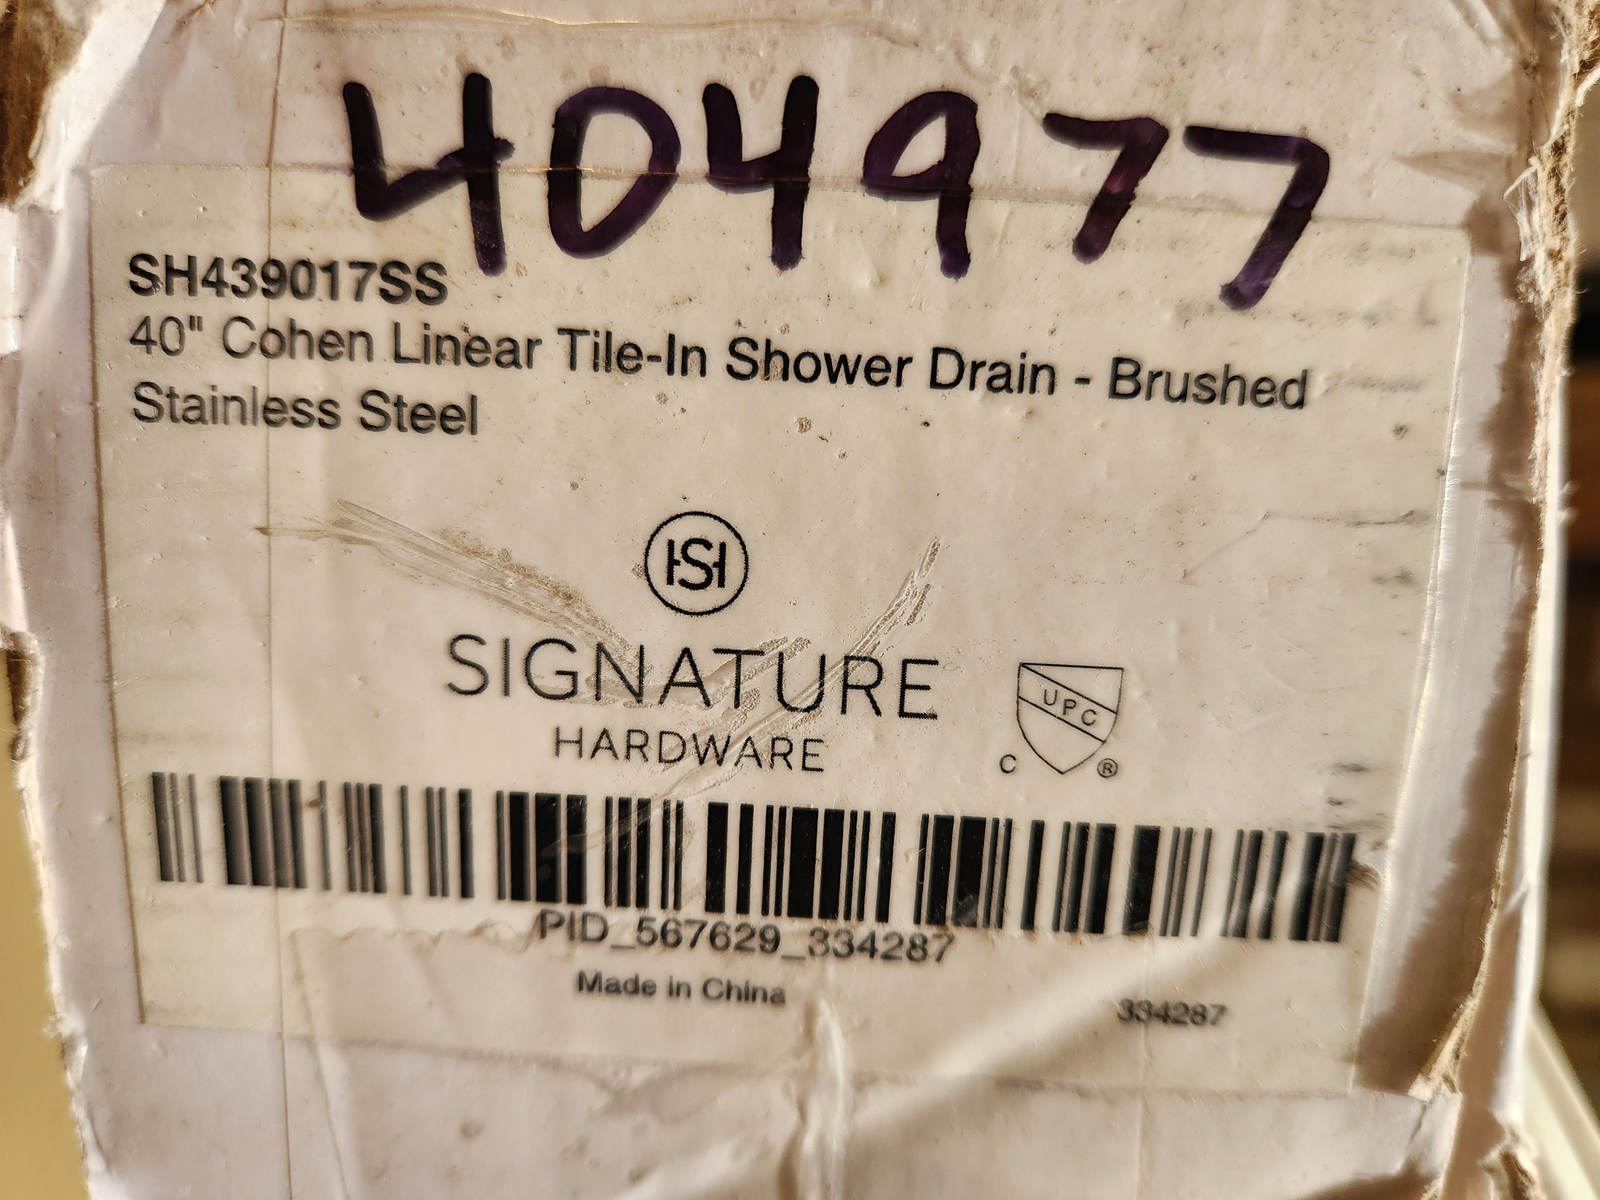 404977
SH439017SS
40" Cohen Linear Tile-In Shower Drain - Brushed
Stainless Steel
SH
SIGNATURE
HARDWARE
UPC
C ®
PID_567629_334287
Made in China
334287